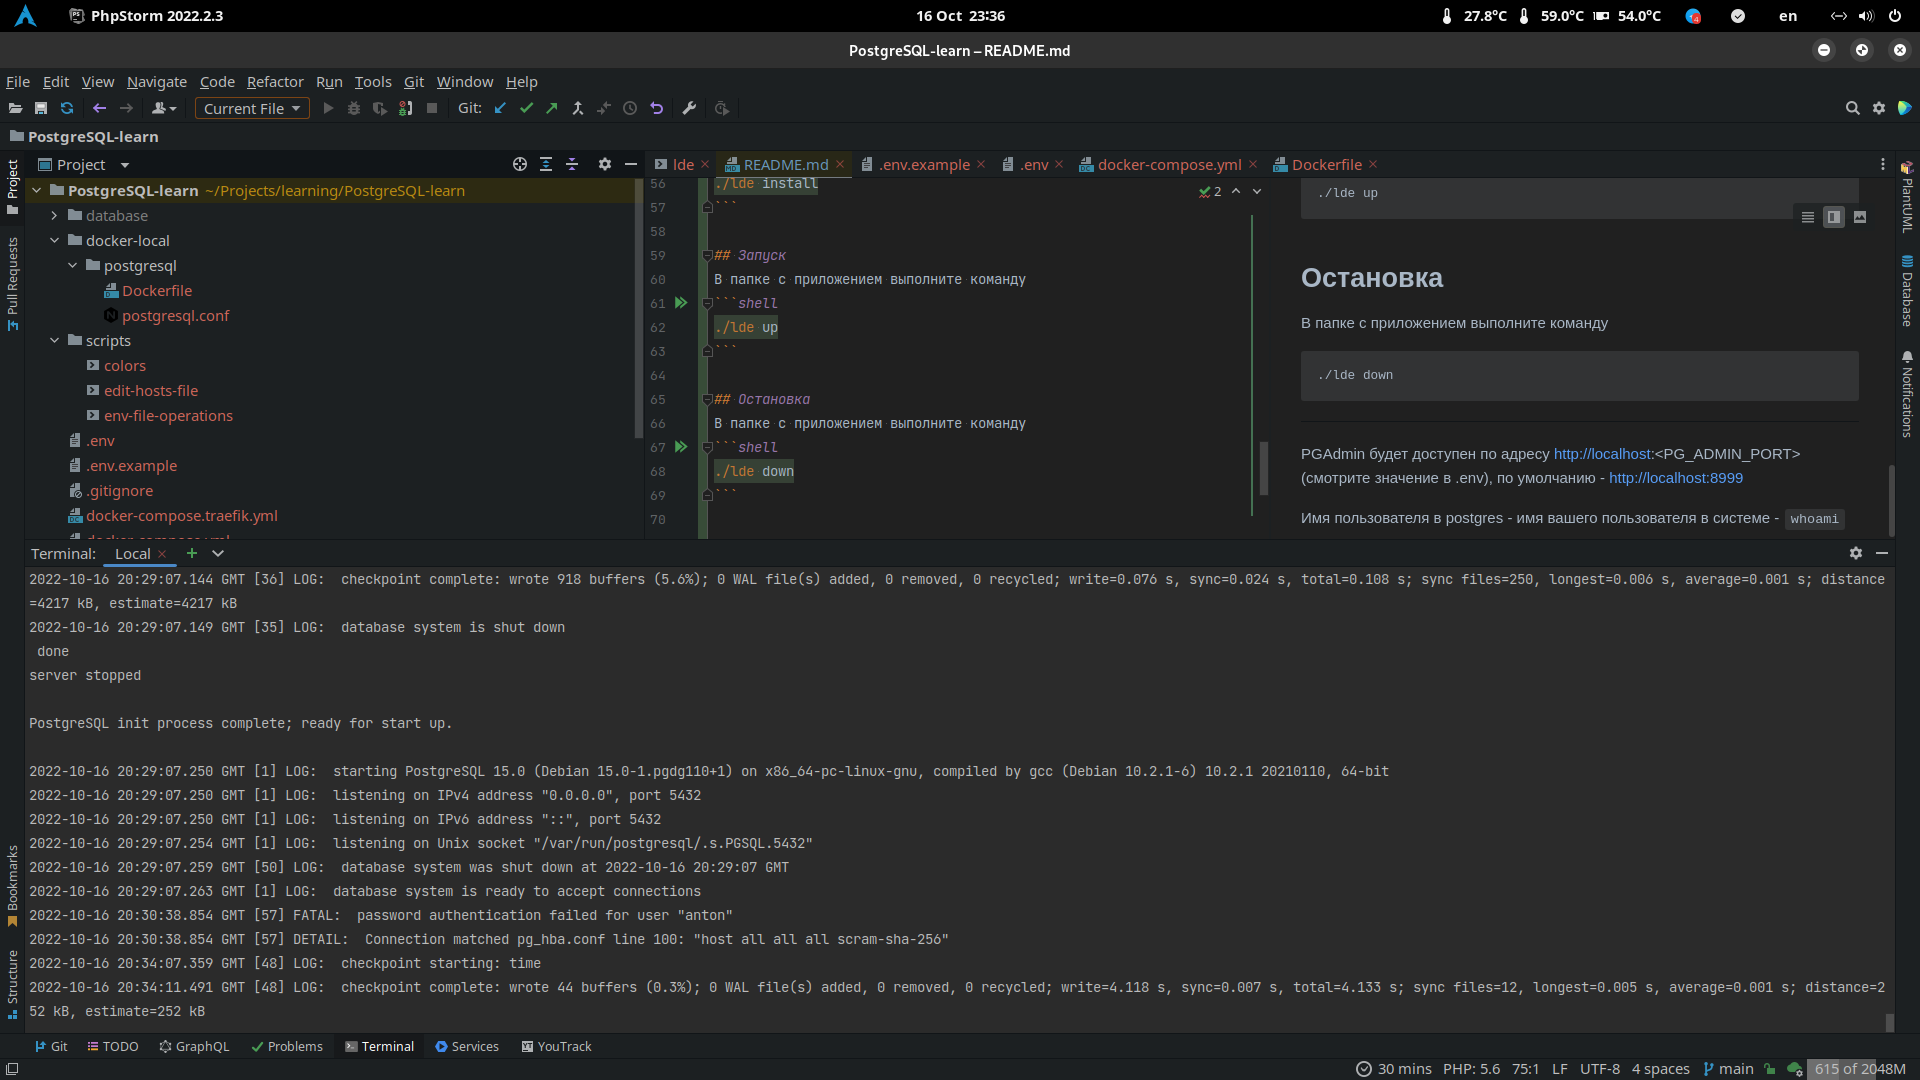 PhpStorm 2022.2.3
16 Oct 23:36
27.8°C 59.0°C 54.0°C 4 en
PostgreSQL-learn – README.md
File Edit View Navigate Code Refactor Run Tools Git Window Help
Current File Git:
PostgreSQL-learn
Project
lde README.md .env.example .env docker-compose.yml Dockerfile
PostgreSQL-learn ~/Projects/learning/PostgreSQL-learn
database
docker-local
postgresql
Dockerfile
postgresql.conf
scripts
colors
edit-hosts-file
env-file-operations
.env
.env.example
.gitignore
docker-compose.traefik.yml
docker-compose.yml
Project
Pull Requests
Bookmarks
Structure
2
56 ./lde install
57 ```
58
59 ## Запуск
60 В папке с приложением выполните команду
61 ```shell
62 ./lde up
63 ```
64
65 ## Остановка
66 В папке с приложением выполните команду
67 ```shell
68 ./lde down
69 ```
70
./lde up
Остановка
В папке с приложением выполните команду
./lde down
PGAdmin будет доступен по адресу http://localhost:<PG_ADMIN_PORT>
(смотрите значение в .env), по умолчанию - http://localhost:8999
Имя пользователя в postgres - имя вашего пользователя в системе - whoami
PlantUML
Database
Notifications
Terminal: Local
2022-10-16 20:29:07.144 GMT [36] LOG:  checkpoint complete: wrote 918 buffers (5.6%); 0 WAL file(s) added, 0 removed, 0 recycled; write=0.076 s, sync=0.024 s, total=0.108 s; sync files=250, longest=0.006 s, average=0.001 s; distance
=4217 kB, estimate=4217 kB
2022-10-16 20:29:07.149 GMT [35] LOG:  database system is shut down
 done
server stopped
PostgreSQL init process complete; ready for start up.
2022-10-16 20:29:07.250 GMT [1] LOG:  starting PostgreSQL 15.0 (Debian 15.0-1.pgdg110+1) on x86_64-pc-linux-gnu, compiled by gcc (Debian 10.2.1-6) 10.2.1 20210110, 64-bit
2022-10-16 20:29:07.250 GMT [1] LOG:  listening on IPv4 address "0.0.0.0", port 5432
2022-10-16 20:29:07.250 GMT [1] LOG:  listening on IPv6 address "::", port 5432
2022-10-16 20:29:07.254 GMT [1] LOG:  listening on Unix socket "/var/run/postgresql/.s.PGSQL.5432"
2022-10-16 20:29:07.259 GMT [50] LOG:  database system was shut down at 2022-10-16 20:29:07 GMT
2022-10-16 20:29:07.263 GMT [1] LOG:  database system is ready to accept connections
2022-10-16 20:30:38.854 GMT [57] FATAL:  password authentication failed for user "anton"
2022-10-16 20:30:38.854 GMT [57] DETAIL:  Connection matched pg_hba.conf line 100: "host all all all scram-sha-256"
2022-10-16 20:34:07.359 GMT [48] LOG:  checkpoint starting: time
2022-10-16 20:34:11.491 GMT [48] LOG:  checkpoint complete: wrote 44 buffers (0.3%); 0 WAL file(s) added, 0 removed, 0 recycled; write=4.118 s, sync=0.007 s, total=4.133 s; sync files=12, longest=0.005 s, average=0.001 s; distance=2
52 kB, estimate=252 kB
Git TODO GraphQL Problems Terminal Services YouTrack
30 mins PHP: 5.6 75:1 LF UTF-8 4 spaces main 615 of 2048M